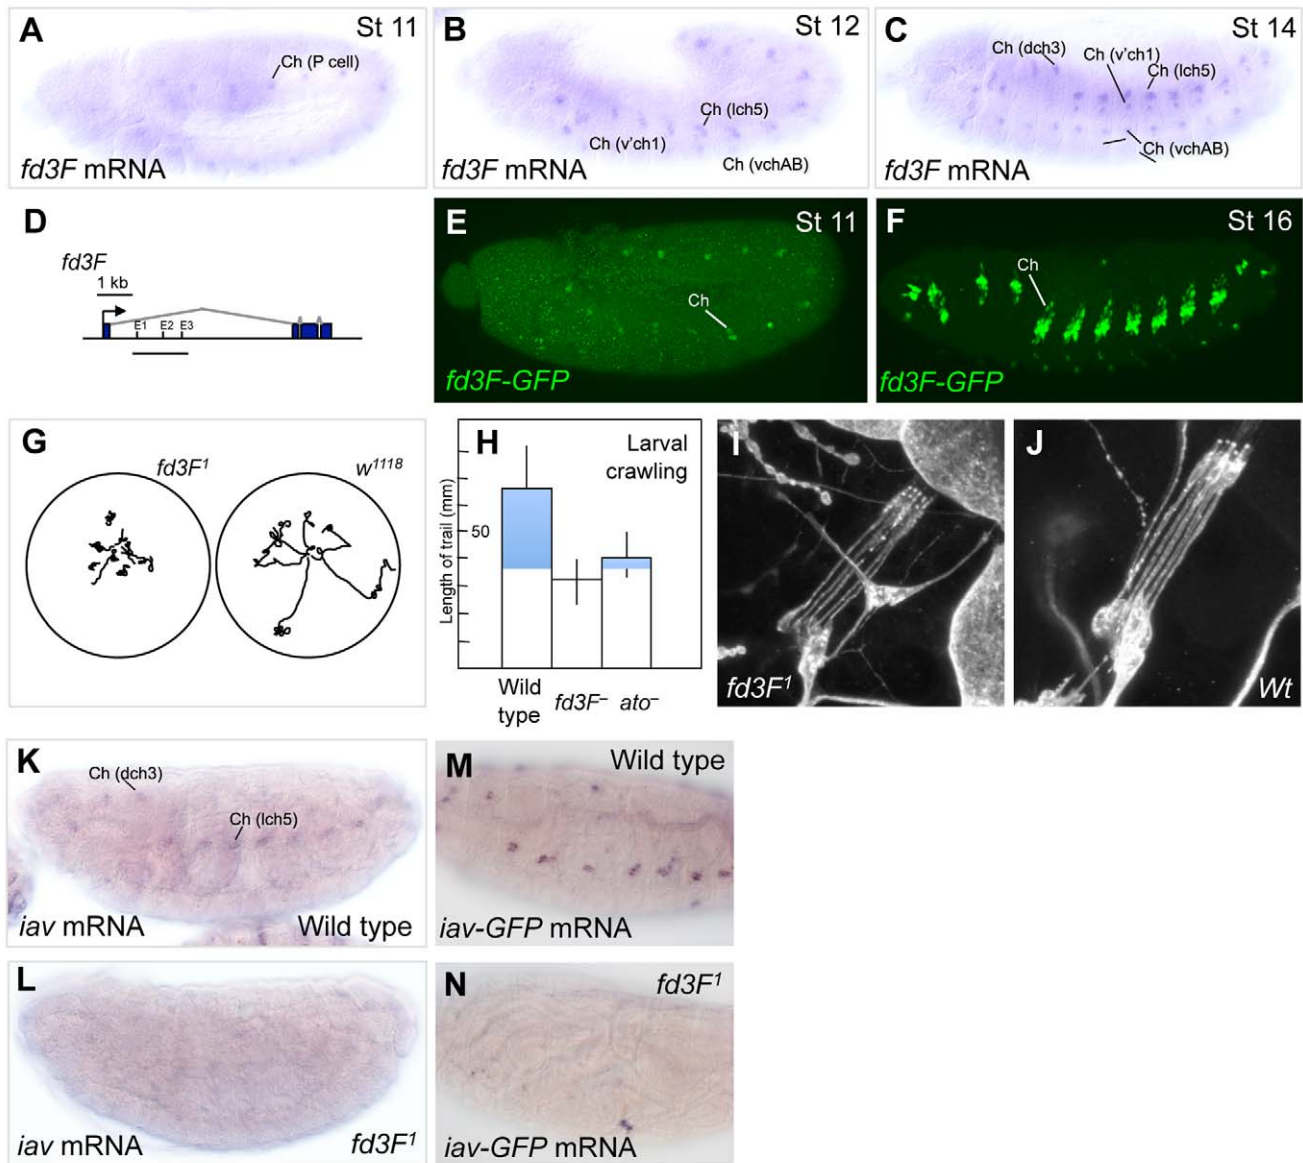 A
St 11
Ch (P cell)
fd3F mRNA
B
St 12
Ch (lch5)
Ch (v'ch1)
Ch (vchAB)
fd3F mRNA
C
St 14
Ch (dch3)
Ch (v'ch1)
Ch (lch5)
Ch (vchAB)
fd3F mRNA
D
fd3F
1 kb
E1 E2 E3
E
St 11
Ch
fd3F-GFP
F
St 16
Ch
fd3F-GFP
G
fd3F¹
w¹¹¹⁸
H
Larval
crawling
Length of trail (mm)
50
Wild
type
fd3F⁻
ato⁻
I
fd3F¹
J
Wt
K
Ch (dch3)
Ch (lch5)
iav mRNA
Wild type
M
Wild type
iav-GFP mRNA
L
iav mRNA
fd3F¹
N
fd3F¹
iav-GFP mRNA